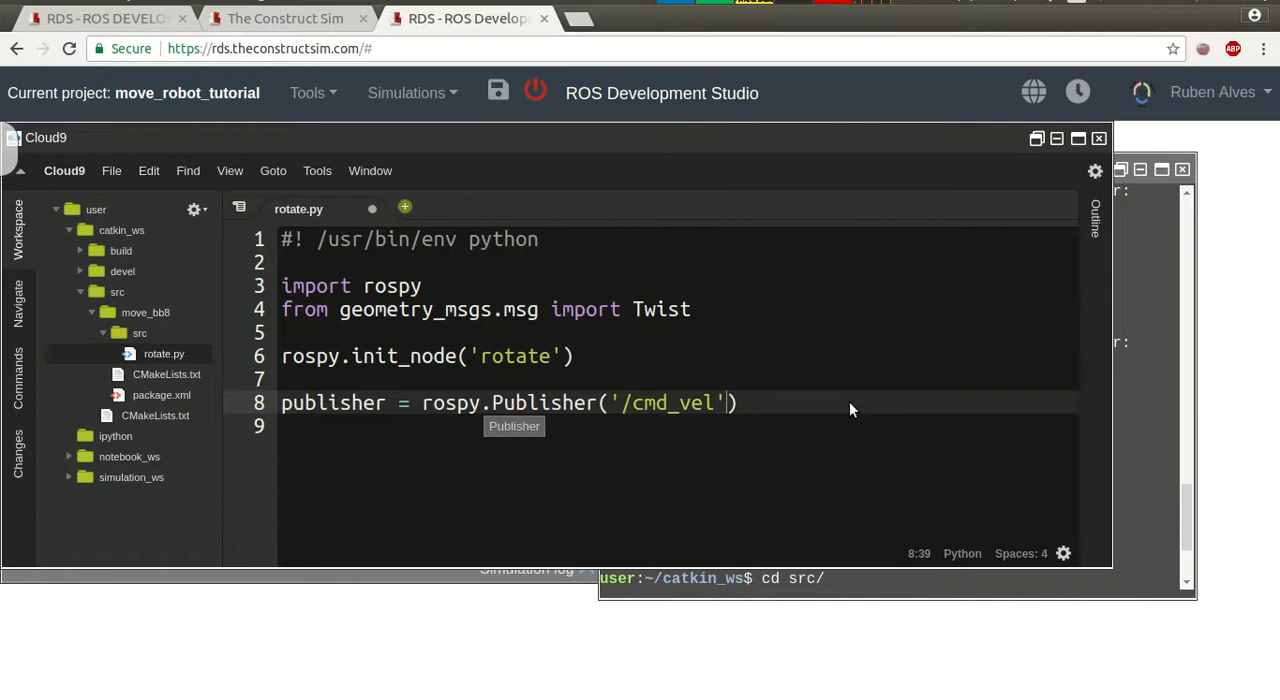 RDS - ROS DEVELO
The Construct Sim
RDS - ROS Develop
Secure
https://rds.theconstructsim.com/#
ABP
Current project: move_robot_tutorial
Tools
Simulations
ROS Development Studio
Ruben Alves
Cloud9
Cloud9 File Edit View Find Goto Tools Window
Workspace
Navigate
Commands
Changes
user
catkin_ws
build
devel
src
move_bb8
src
rotate.py
CMakeLists.txt
package.xml
CMakeLists.txt
ipython
notebook_ws
simulation_ws
rotate.py
1 #! /usr/bin/env python
2
3 import rospy
4 from geometry_msgs.msg import Twist
5
6 rospy.init_node('rotate')
7
8 publisher = rospy.Publisher('/cmd_vel')
Publisher
9
Outline
8:39 Python Spaces: 4
r:
r:
Simulation log
user:~/catkin_ws$ cd src/